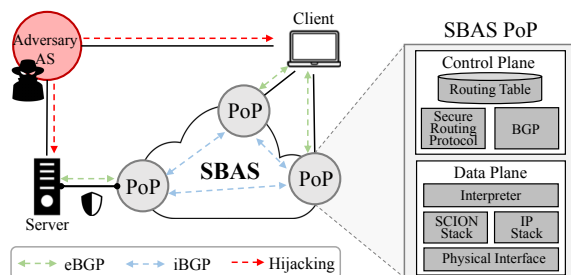 Adversary
AS
Client
PoP
SBAS
PoP
PoP
Server
eBGP
iBGP
Hijacking
SBAS PoP
Control Plane
Routing Table
Secure
Routing
Protocol
BGP
Data Plane
Interpreter
SCION
Stack
IP
Stack
Physical Interface